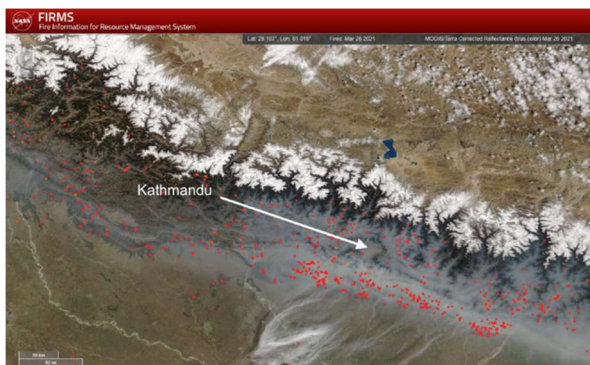 NASA
FIRMS
Fire Information for Resource Management System
Fires: Mar 26 2021
MODIS/Terra Corrected Reflectance (true color) Mar 26 2021
Kathmandu